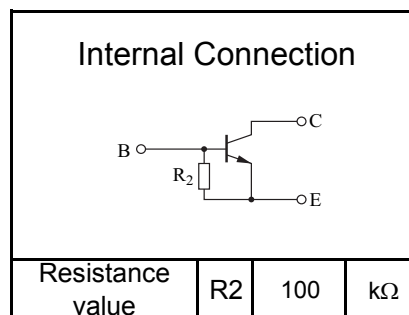 Internal Connection
C
B
R2
E
Resistance value R2 100 kΩ